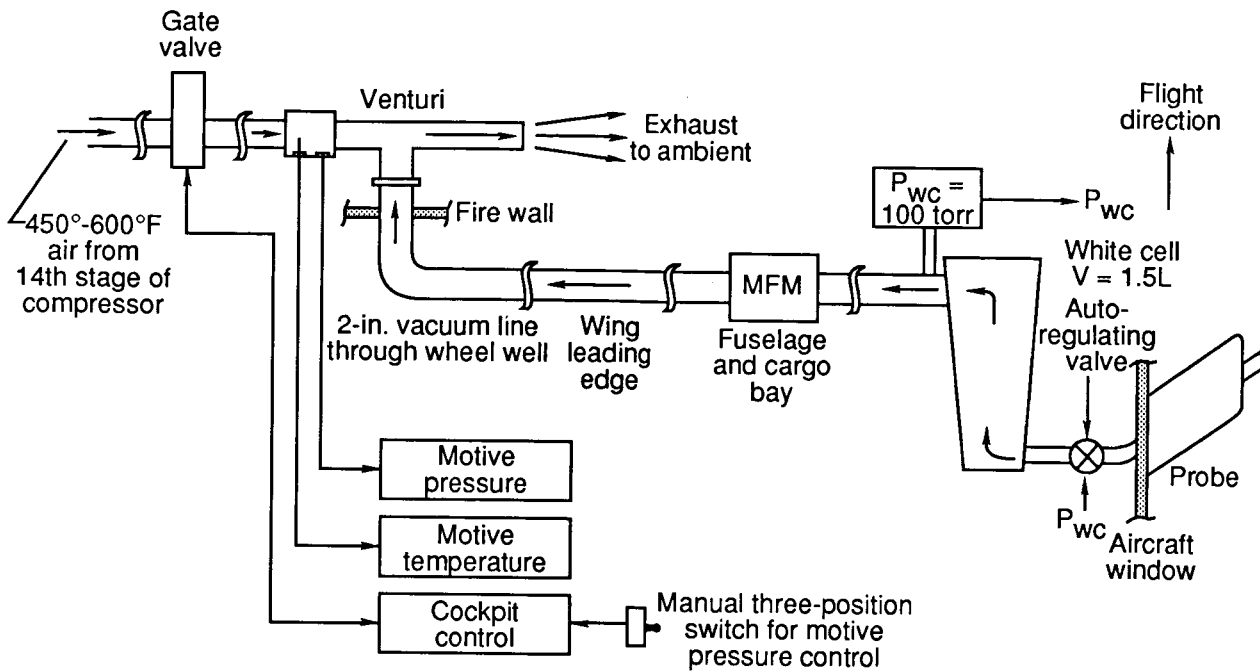 Gate
valve
Venturi
Exhaust
to ambient
Flight
direction
450°-600°F
air from
14th stage of
compressor
Fire wall
P_wc =
100 torr
P_wc
White cell
V = 1.5L
Auto-
regulating
valve
2-in. vacuum line
through wheel well
Wing
leading
edge
MFM
Fuselage
and cargo
bay
Probe
P_wc
Aircraft
window
Motive
pressure
Motive
temperature
Cockpit
control
Manual three-position
switch for motive
pressure control